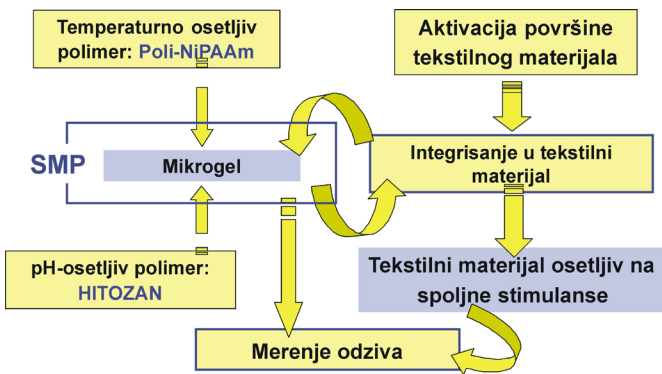 Temperaturno osetljiv
polimer: Poli-NiPAAm
Aktivacija površine
tekstilnog materijala
SMP
Mikrogel
Integrisanje u tekstilni
materijal
pH-osetljiv polimer:
HITOZAN
Tekstilni materijal osetljiv na
spoljne stimulanse
Merenje odziva